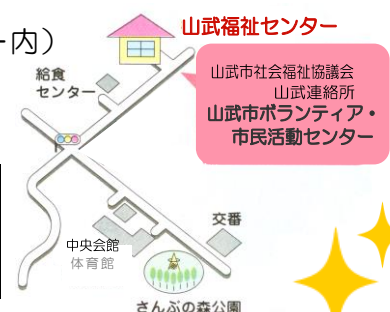 ー内）
山武福祉センター
給食
センター
山武市社会福祉協議会
山武連絡所
山武市ボランティア・
市民活動センター
交番
中央会館
体育館
さんぶの森公園